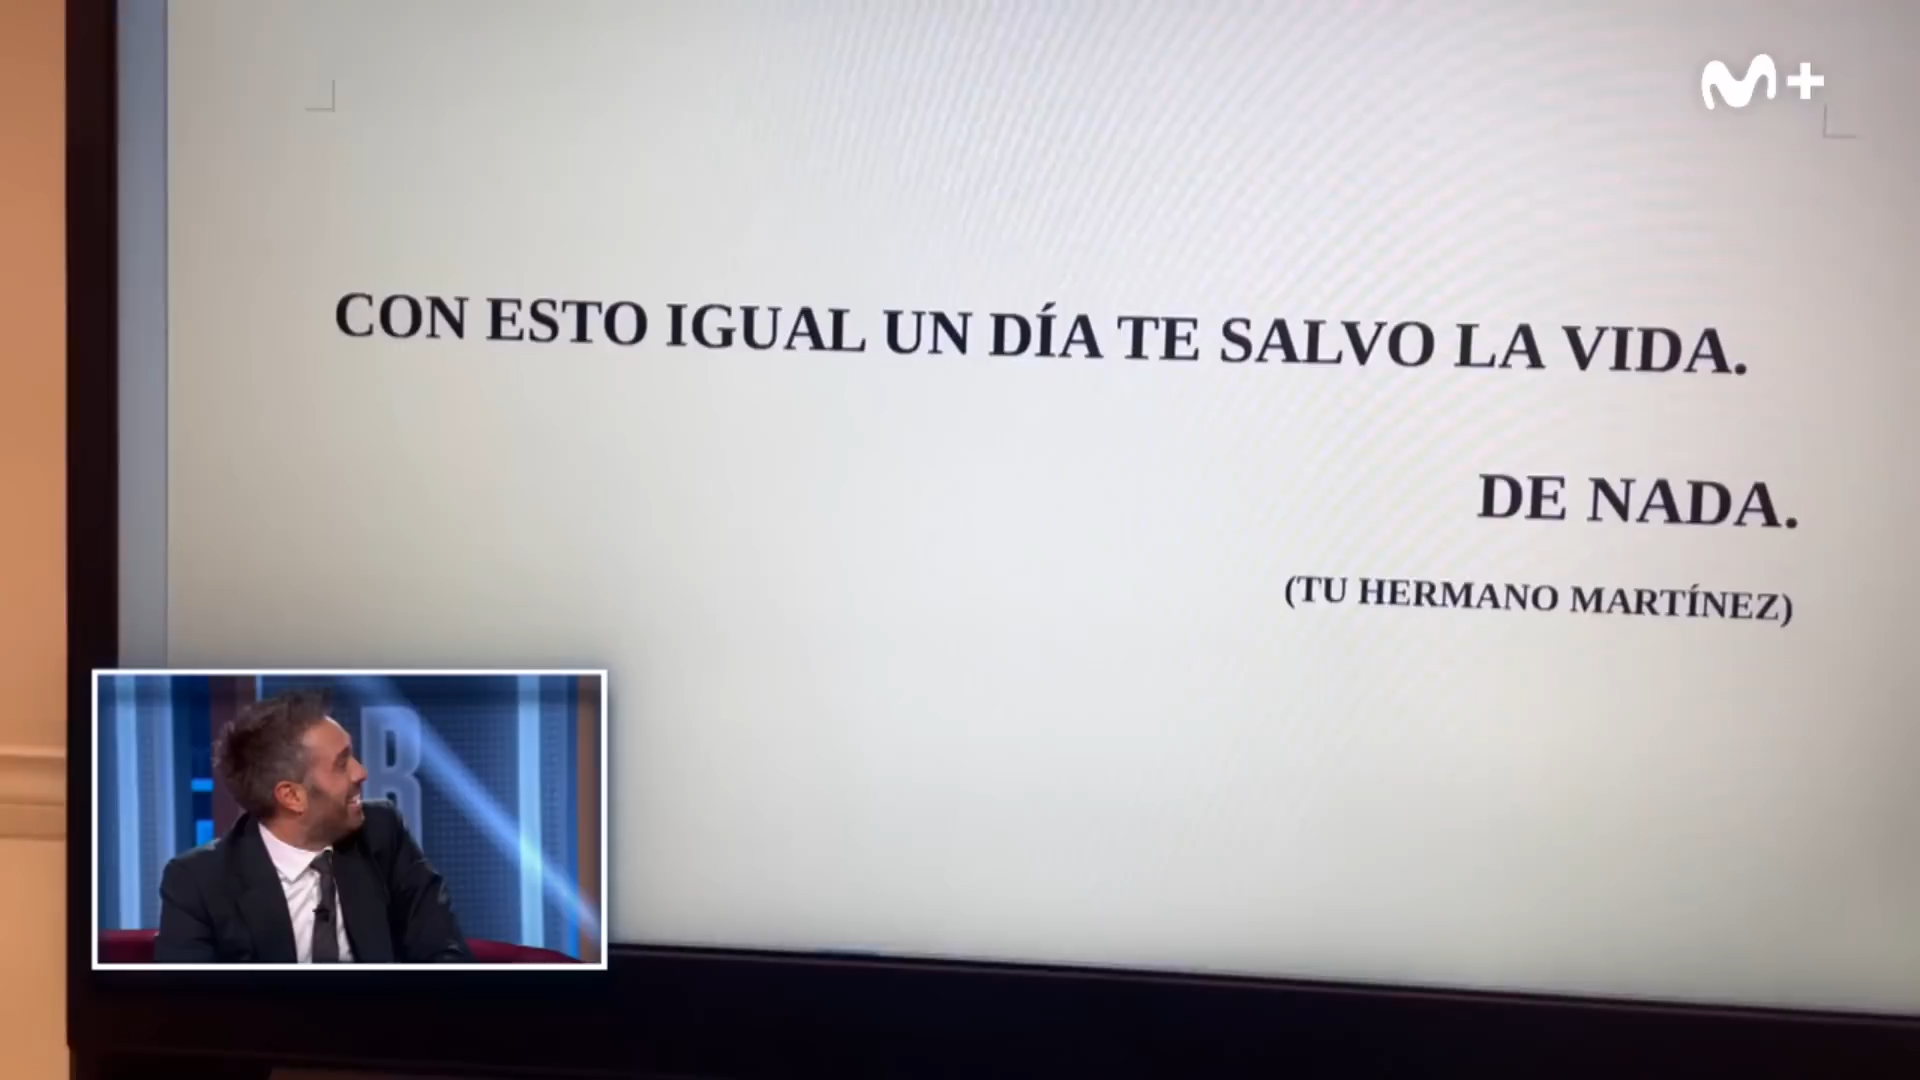 M+
CON ESTO IGUAL UN DÍA TE SALVO LA VIDA.
DE NADA.
(TU HERMANO MARTÍNEZ)
R